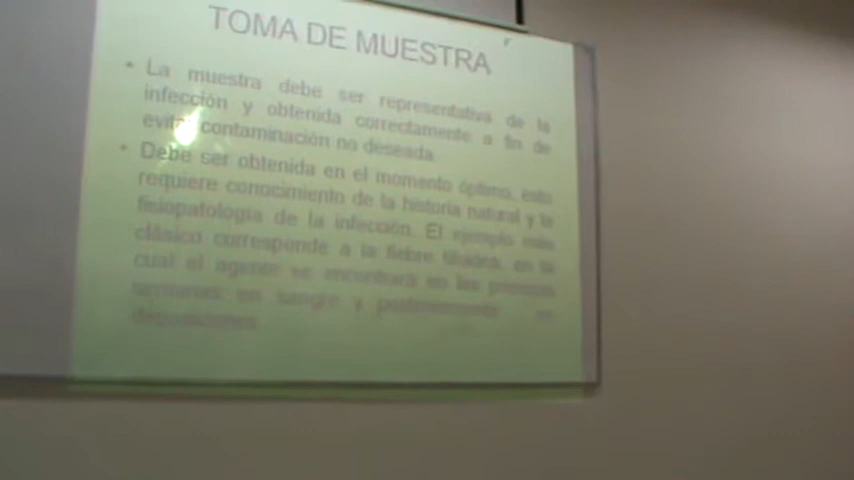 TOMA DE MUESTRA
• La muestra debe ser representativa de la
infección y obtenida correctamente a fin de
evitar contaminación no deseada
• Debe ser obtenida en el momento óptimo, esto
requiere conocimiento de la historia natural y la
fisiopatología de la infección. El ejemplo más
clásico corresponde a la fiebre tifoidea, en la
cual el agente se encontrará en las primeras
semanas en sangre y posteriormente en
deposiciones